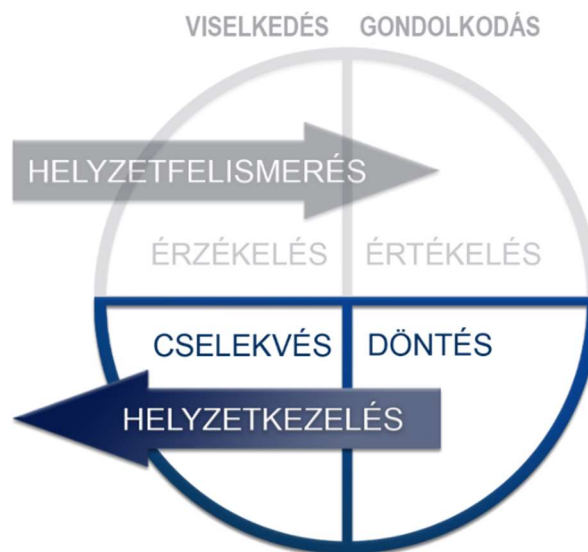 VISELKEDÉS GONDOLKODÁS
HELYZETFELISMERÉS
ÉRZÉKELÉS ÉRTÉKELÉS
CSELEKVÉS DÖNTÉS
HELYZETKEZELÉS